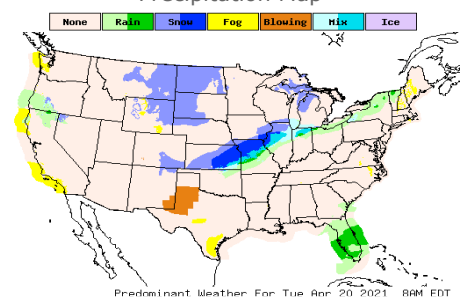 Precipitation Map
None Rain Snow Fog Blowing Mix Ice
Predominant Weather For Tue Apr 20 2021 8AM EDT